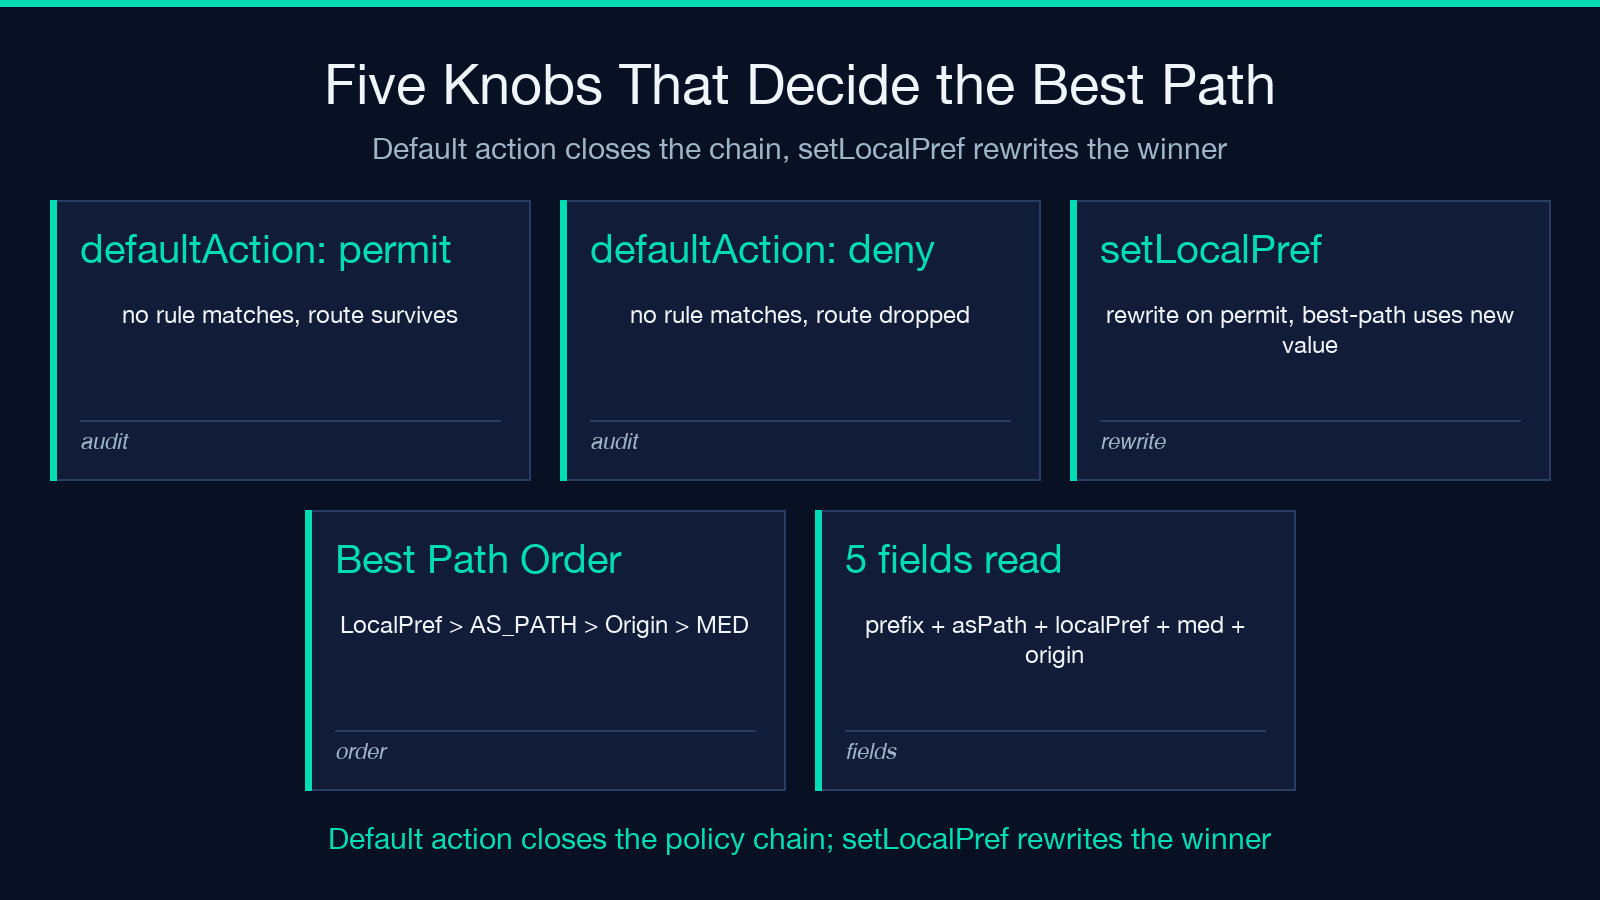 Five Knobs That Decide the Best Path
Default action closes the chain, setLocalPref rewrites the winner
defaultAction: permit
no rule matches, route survives
audit
defaultAction: deny
no rule matches, route dropped
audit
setLocalPref
rewrite on permit, best-path uses new
value
rewrite
Best Path Order
LocalPref > AS_PATH > Origin > MED
order
5 fields read
prefix + asPath + localPref + med +
origin
fields
Default action closes the policy chain; setLocalPref rewrites the winner